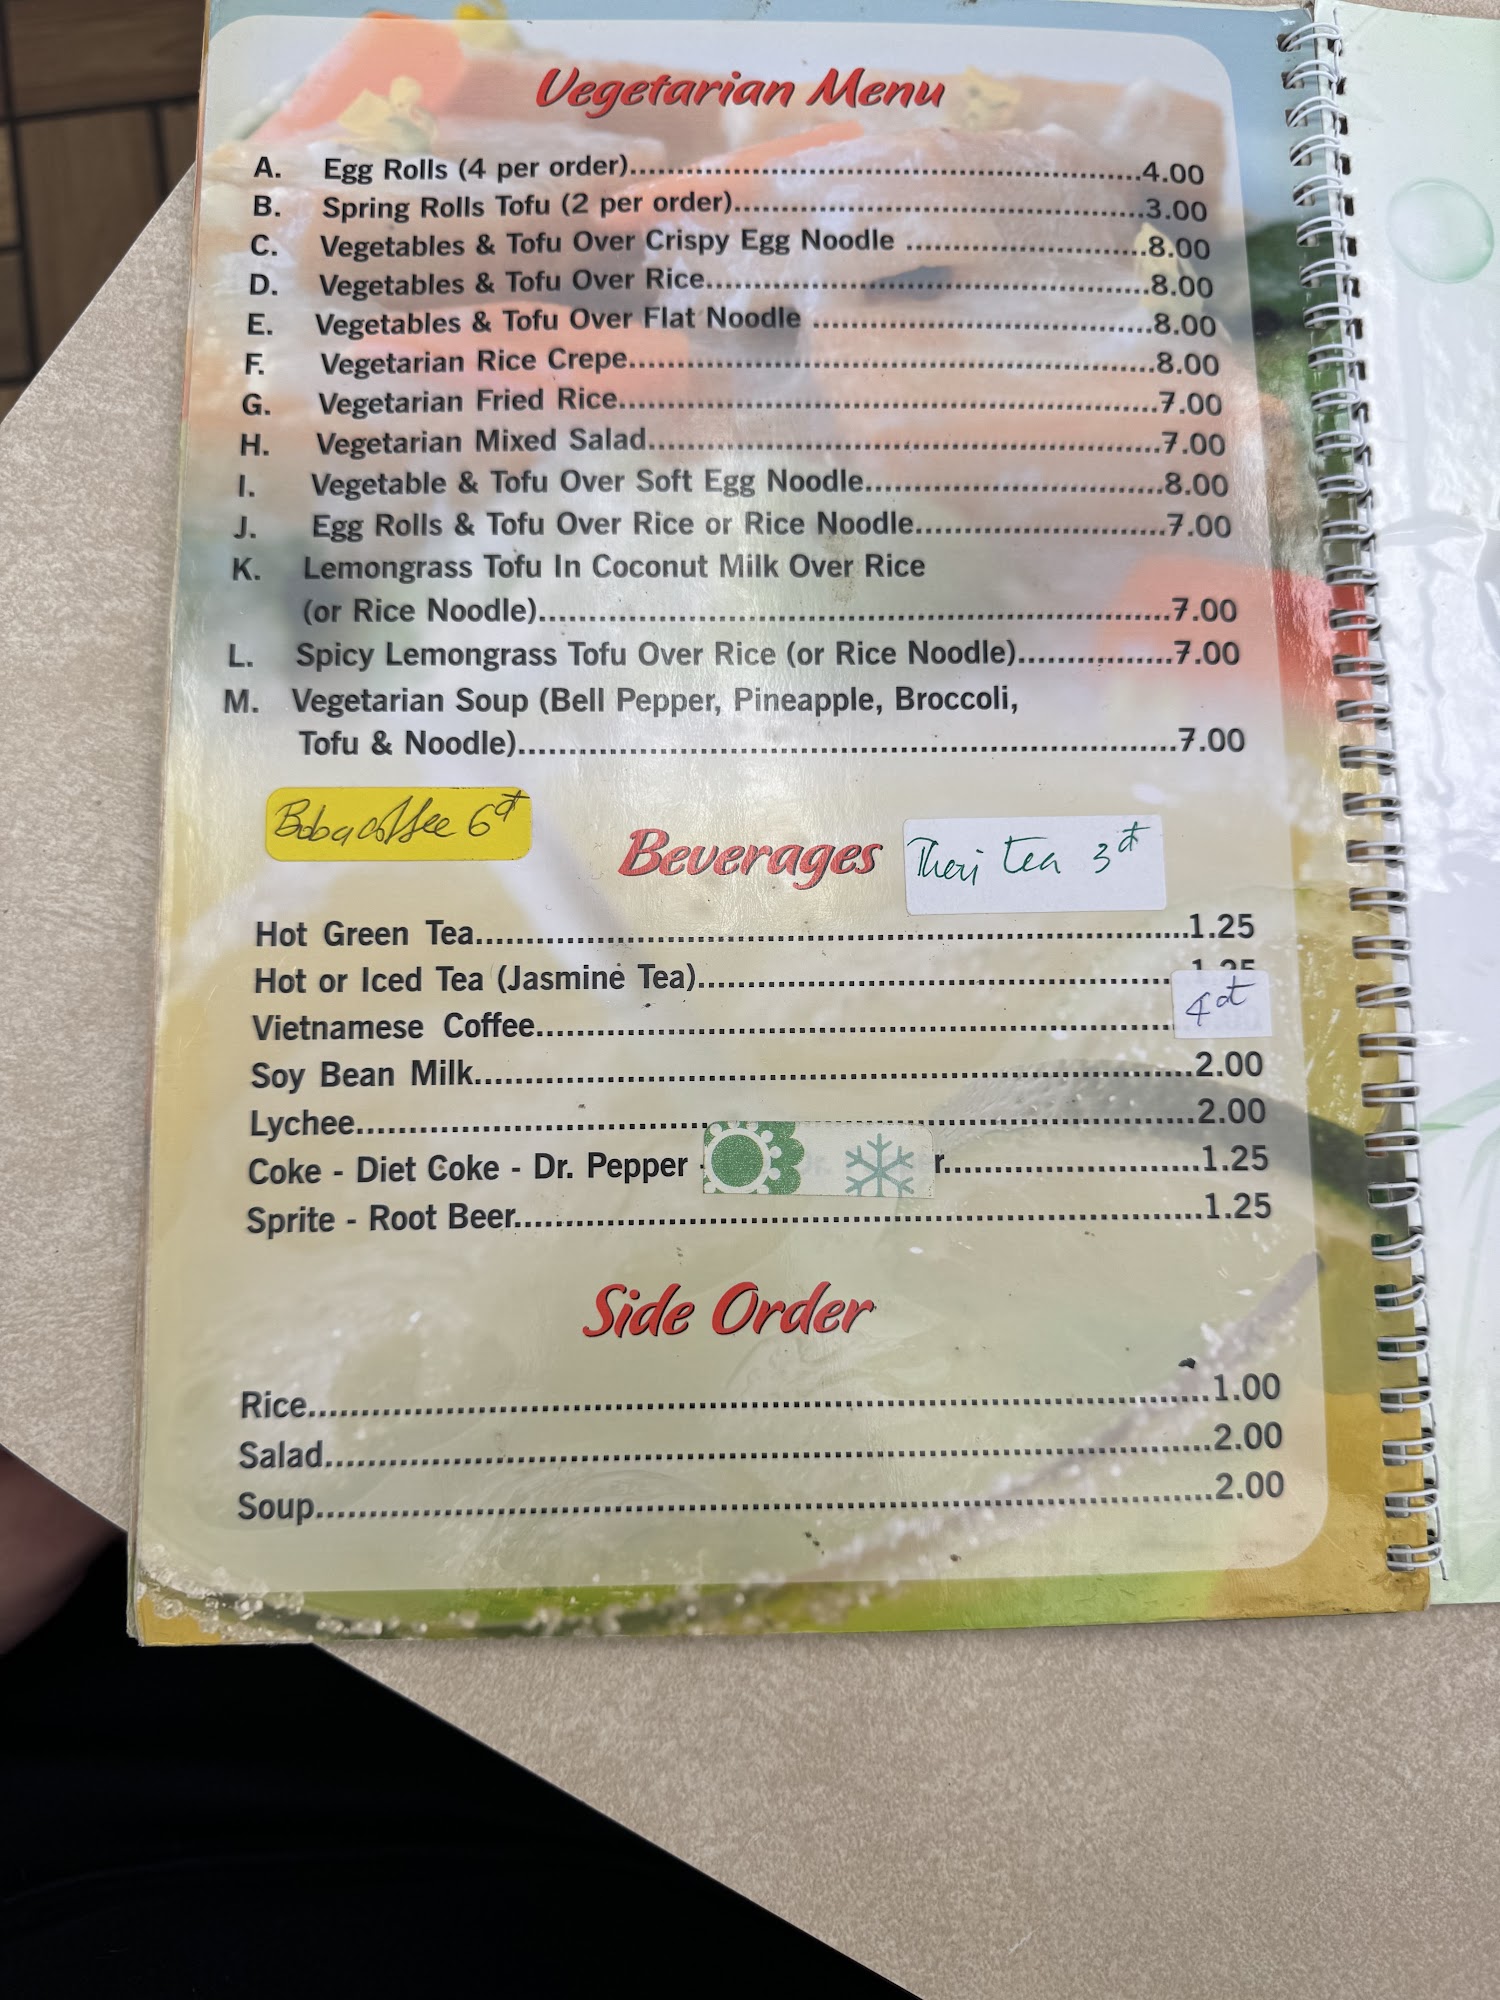 Vegetarian Menu
A. Egg Rolls (4 per order)..........4.00
B. Spring Rolls Tofu (2 per order)..........3.00
C. Vegetables & Tofu Over Crispy Egg Noodle ..........8.00
D. Vegetables & Tofu Over Rice..........8.00
E. Vegetables & Tofu Over Flat Noodle ..........8.00
F. Vegetarian Rice Crepe..........8.00
G. Vegetarian Fried Rice..........7.00
H. Vegetarian Mixed Salad..........7.00
I. Vegetable & Tofu Over Soft Egg Noodle..........8.00
J. Egg Rolls & Tofu Over Rice or Rice Noodle..........7.00
K. Lemongrass Tofu In Coconut Milk Over Rice
(or Rice Noodle)..........7.00
L. Spicy Lemongrass Tofu Over Rice (or Rice Noodle)..........7.00
M. Vegetarian Soup (Bell Pepper, Pineapple, Broccoli,
Tofu & Noodle)..........7.00
Boba coffee 6
Beverages
tea 3
Hot Green Tea..........1.25
Hot or Iced Tea (Jasmine Tea)..........1.25
Vietnamese Coffee..........4
Soy Bean Milk..........2.00
Lychee..........2.00
Coke - Diet Coke - Dr. Pepper ..........1.25
Sprite - Root Beer..........1.25
Side Order
Rice..........1.00
Salad..........2.00
Soup..........2.00